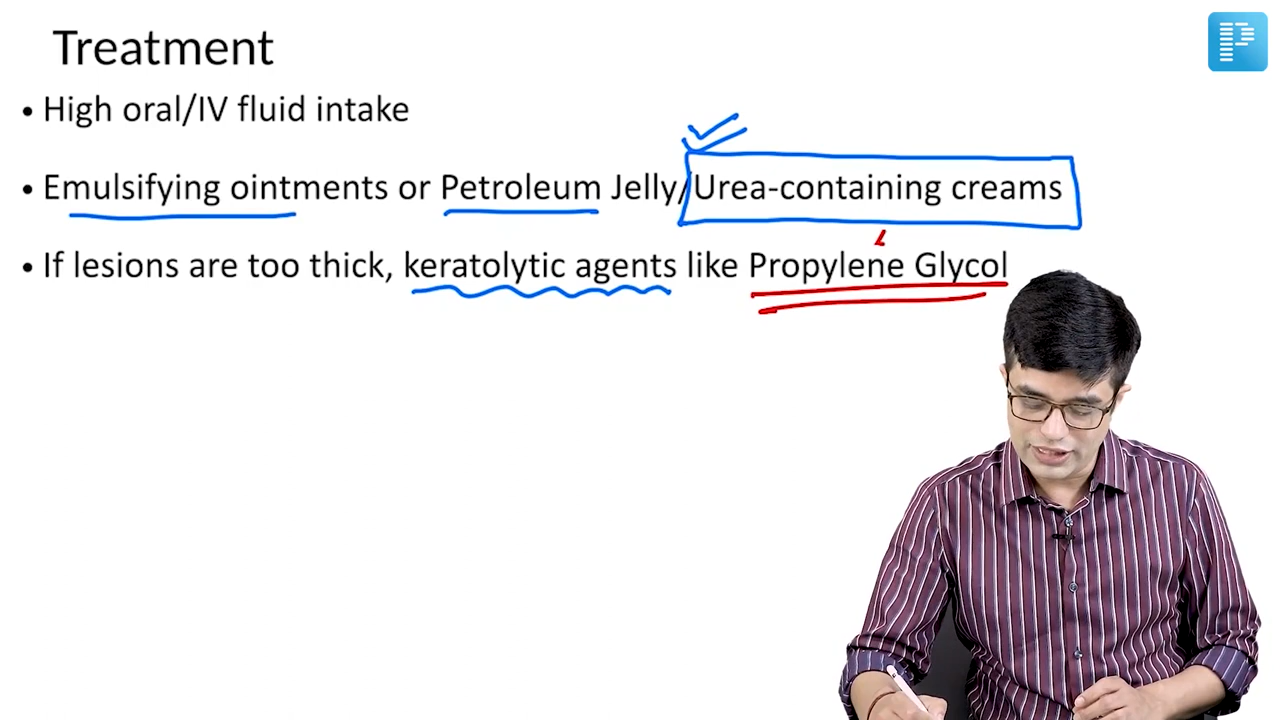 Treatment
• High oral/IV fluid intake
• Emulsifying ointments or Petroleum Jelly/Urea-containing creams
• If lesions are too thick, keratolytic agents like Propylene Glycol
P